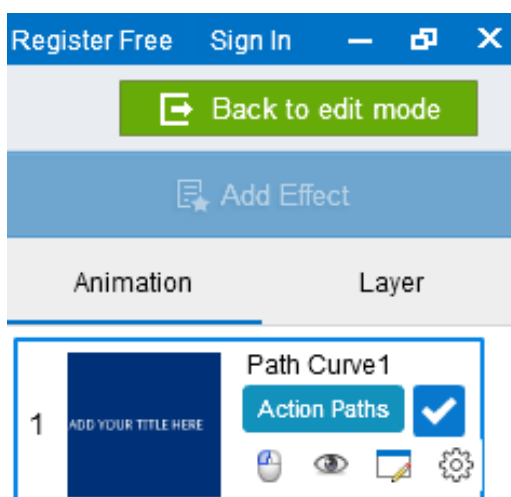 Register Free Sign In
Back to edit mode
Add Effect
Animation Layer
Path Curve1
1 ADD YOUR TITLE HERE Action Paths